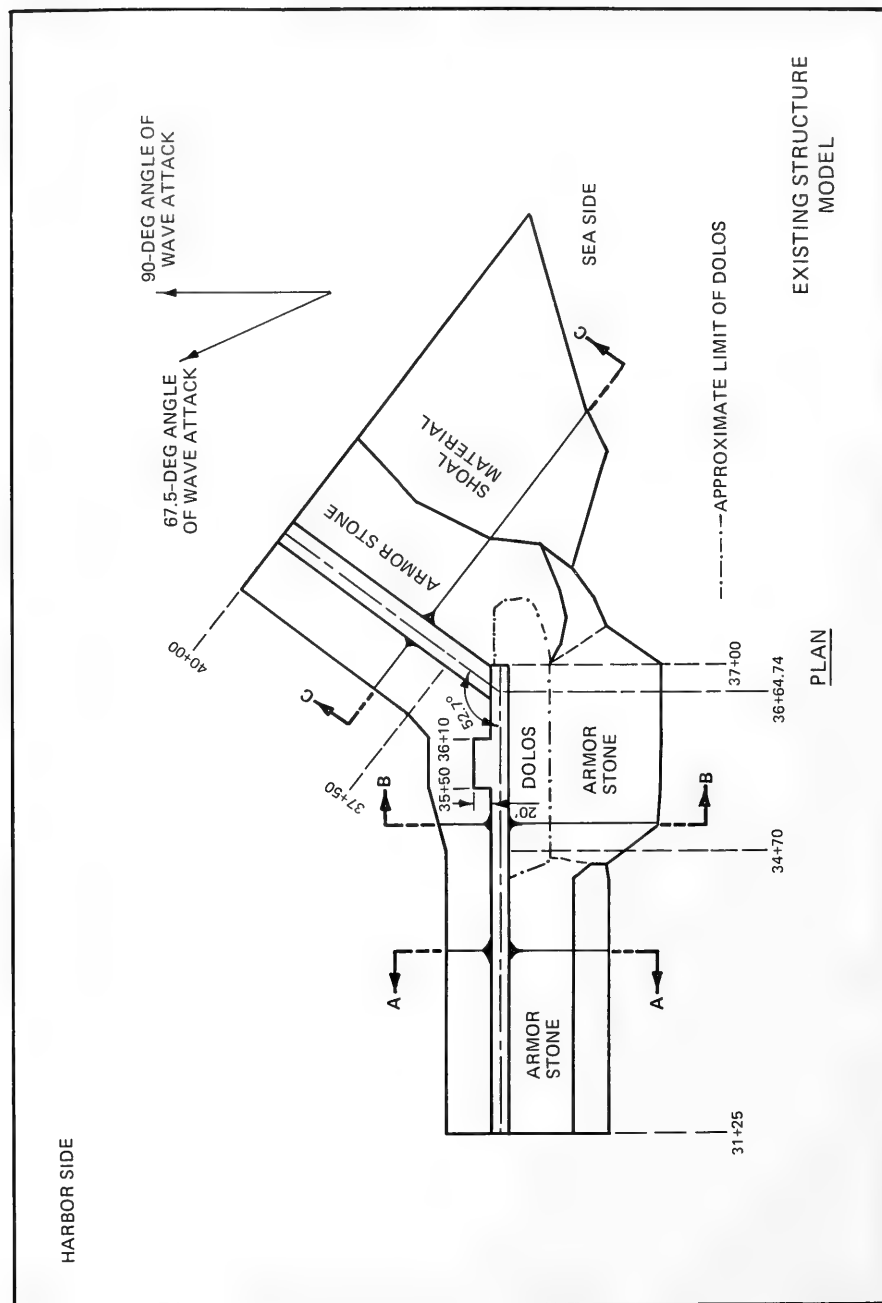 HARBOR SIDE
90-DEG ANGLE OF
WAVE ATTACK
67.5-DEG ANGLE
OF WAVE ATTACK
SEA SIDE
40+00
37+50
C
C
SHOAL
MATERIAL
ARMOR STONE
52.7°
35+50 36+10
20'
B
B
DOLOS
ARMOR
STONE
A
A
ARMOR
STONE
31+25
34+70
36+64.74
37+00
APPROXIMATE LIMIT OF DOLOS
PLAN
EXISTING STRUCTURE
MODEL